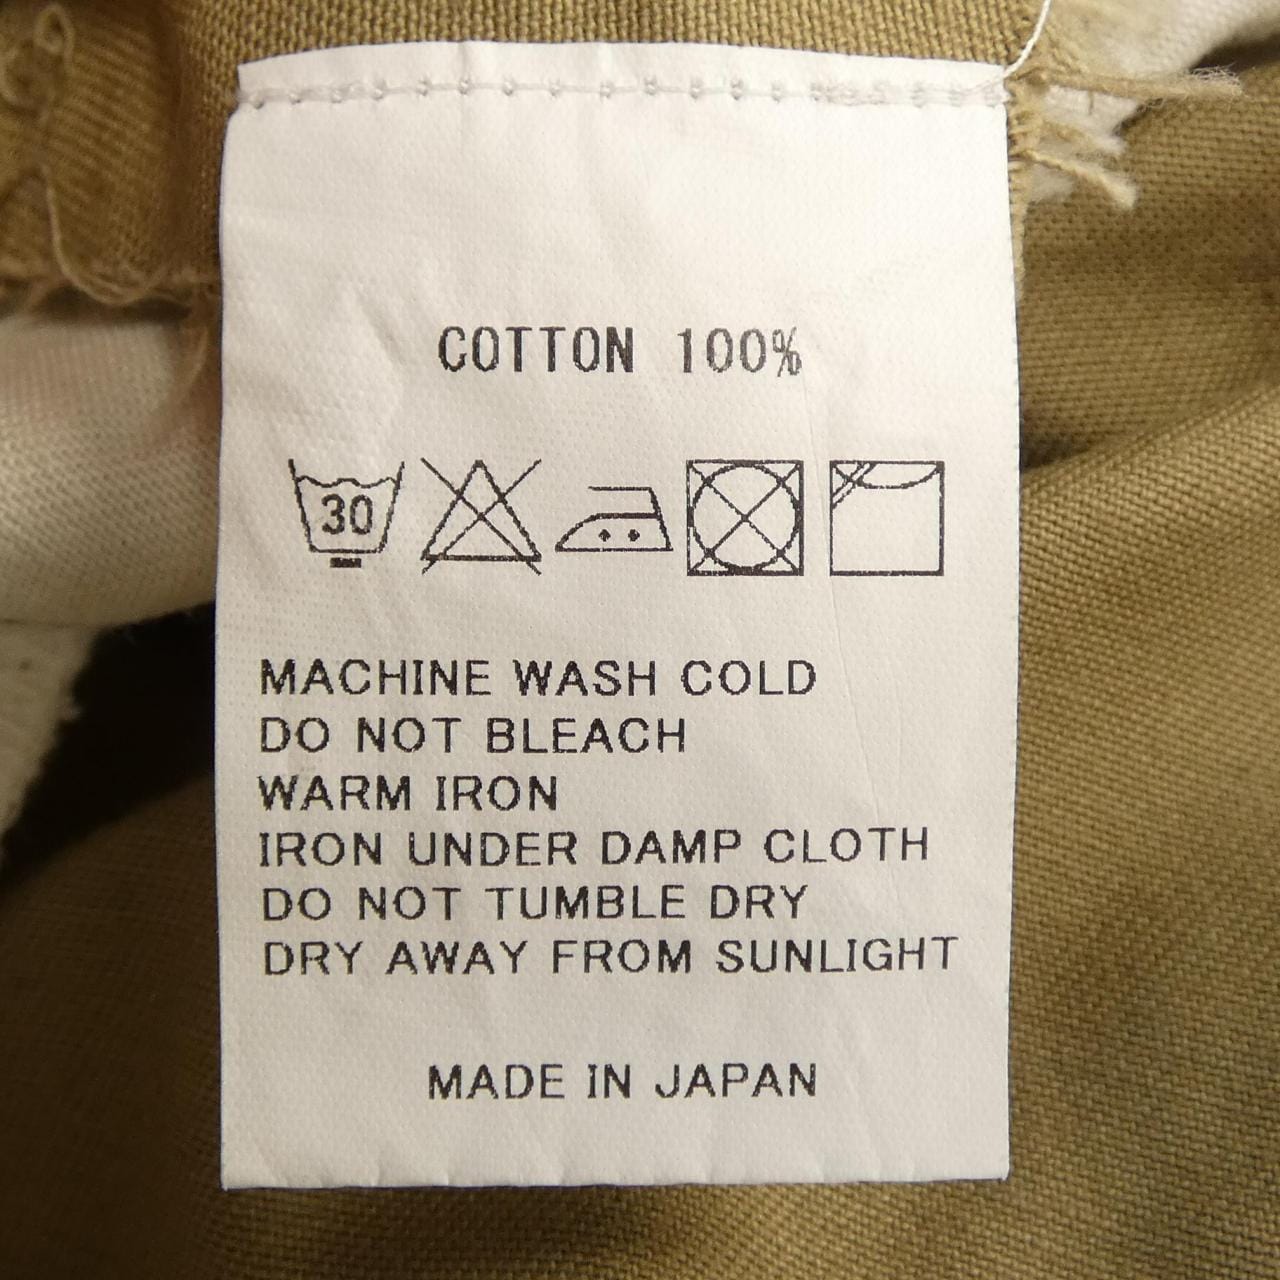 COTTON 100%
30
MACHINE WASH COLD
DO NOT BLEACH
WARM IRON
IRON UNDER DAMP CLOTH
DO NOT TUMBLE DRY
DRY AWAY FROM SUNLIGHT
MADE IN JAPAN